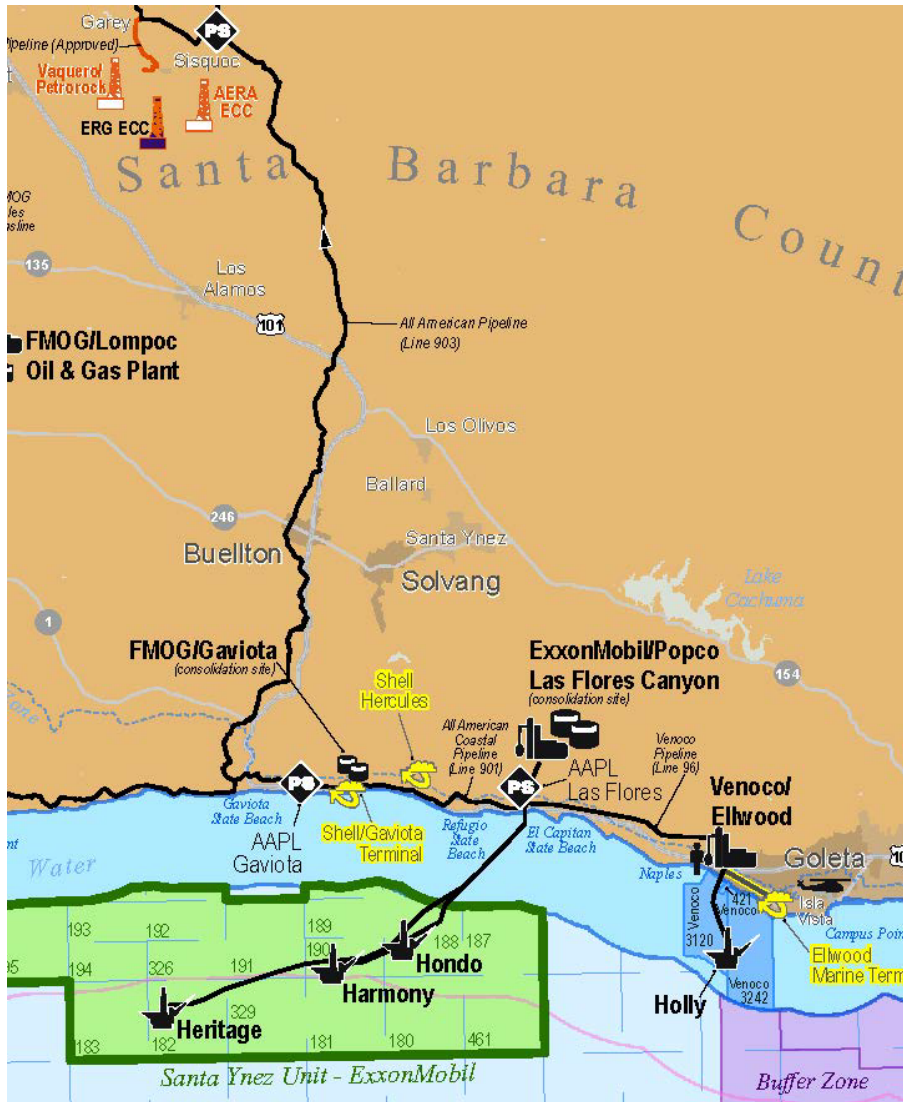 Garey
Pipeline (Approved)
PS
Sisquoc
Vaquero/
Petrorock
AERA
ECC
ERG ECC
Santa Barbara Count
135
Los
Alamos
101
All American Pipeline
(Line 903)
FMOG/Lompoc
Oil & Gas Plant
Los Olivos
Ballard
246
Santa Ynez
Buellton
Solvang
Lake
Cachuma
1
154
FMOG/Gaviota
(consolidation site)
ExxonMobil/Popco
Las Flores Canyon
(consolidation site)
Shell
Hercules
All American
Coastal
Pipeline
(Line 901)
Venoco
Pipeline
(Line 96)
PS
PS
AAPL
Las Flores
Venoco/
Ellwood
Gaviota
State Beach
AAPL
Gaviota
Shell/Gaviota
Terminal
Refugio
State
Beach
El Capitan
State Beach
Naples
Goleta
Isla
Vista
Water
421
Venoco
Venoco
3120
Campus Poin
Ellwood
Marine Term
193
192
189
190
188
187
194
326
191
329
Hondo
Harmony
Heritage
Holly
Venoco
3242
183
182
181
180
461
Santa Ynez Unit - ExxonMobil
Buffer Zone